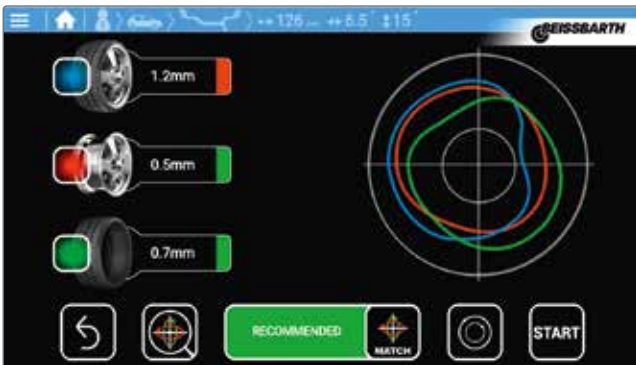 126 6.5" 15"
BEISSBARTH
1.2mm
0.5mm
0.7mm
RECOMMENDED
MATCH
START